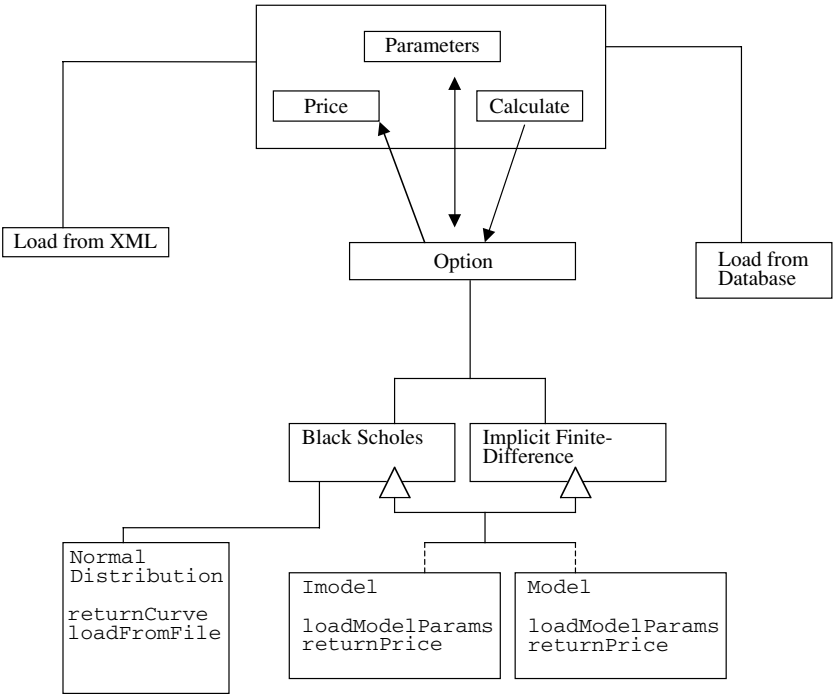 Parameters
Price
Calculate
Load from XML
Option
Load from
Database
Black Scholes
Implicit Finite-
Difference
Normal
Distribution
returnCurve
loadFromFile
Imodel
loadModelParams
returnPrice
Model
loadModelParams
returnPrice